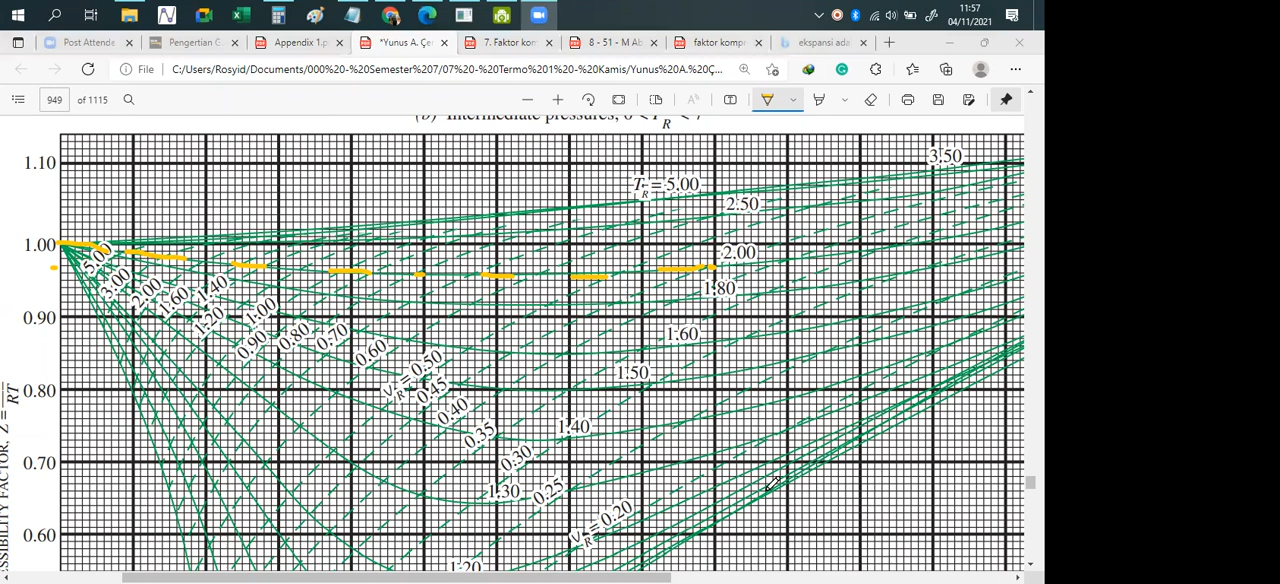 11:57
04/11/2021
Post Attende
Pengertian G
Appendix 1.p
*Yunus A. Çer
7. Faktor kor
8 - 51 - M Ab
faktor kompr
ekspansi ada
File
C:/Users/Rosyid/Documents/000%20-%20Semester%207/07%20-%20Termo%201%20-%20Kamis/Yunus%20A.%20Ç...
949 of 1115
(b) Intermediate pressures, 0 < P_R < 7
1.10
1.00
0.90
0.80
0.70
0.60
3.50
T_R = 5.00
2.50
2.00
1.80
1.60
1.50
1.40
1.30
1.20
5.00
3.00
2.00
1.60
1.40
1.20
1.00
0.90
0.80
0.70
0.60
v_R = 0.50
0.45
0.40
0.35
0.30
0.25
v_R = 0.20
ESSIBILITY FACTOR, Z =
RT